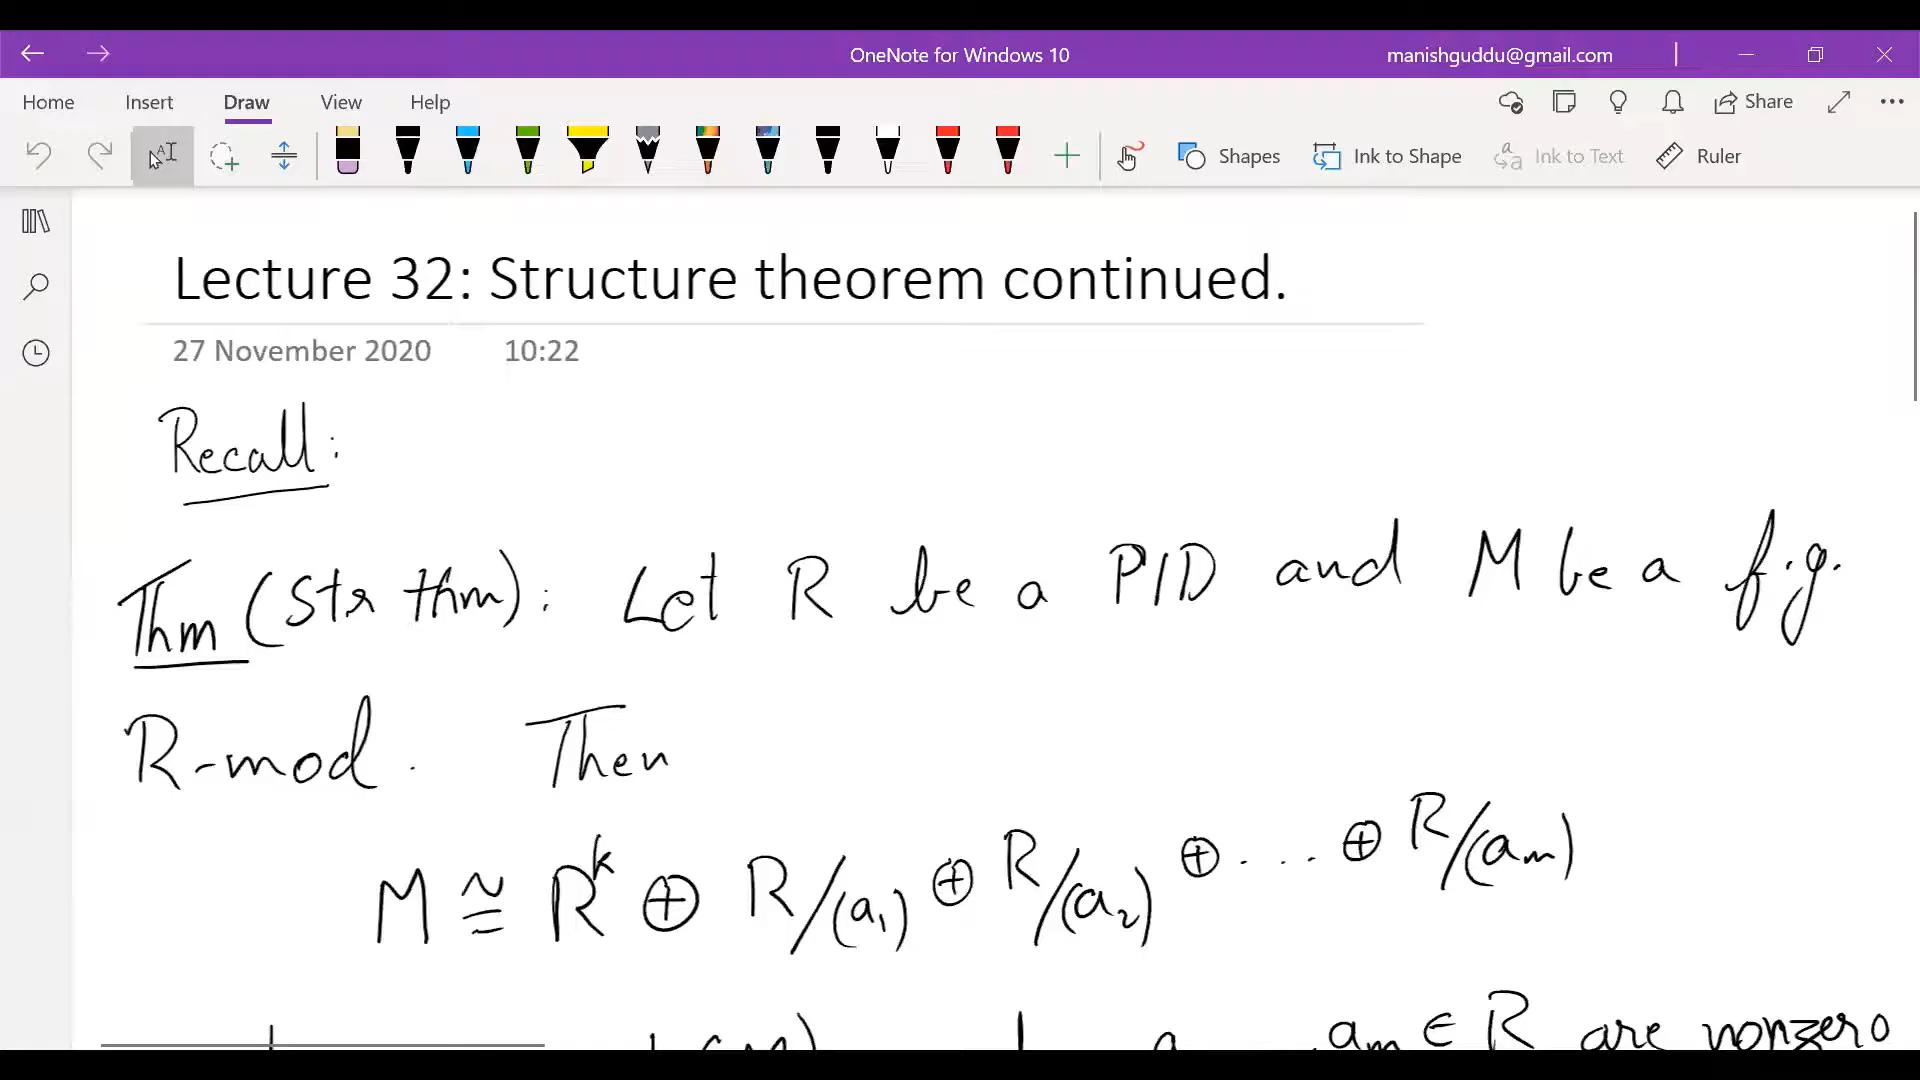 OneNote for Windows 10
manishguddu@gmail.com
Home Insert Draw View Help
Share
Shapes Ink to Shape Ink to Text Ruler
Lecture 32: Structure theorem continued.
27 November 2020 10:22
Recall:
Thm (Str thm): Let R be a PID and M be a f.g.
R-mod. Then
M ≅ R^k ⊕ R/(a₁) ⊕ R/(a₂) ⊕ .... ⊕ R/(aₘ)
aₘ ∈ R are nonzero